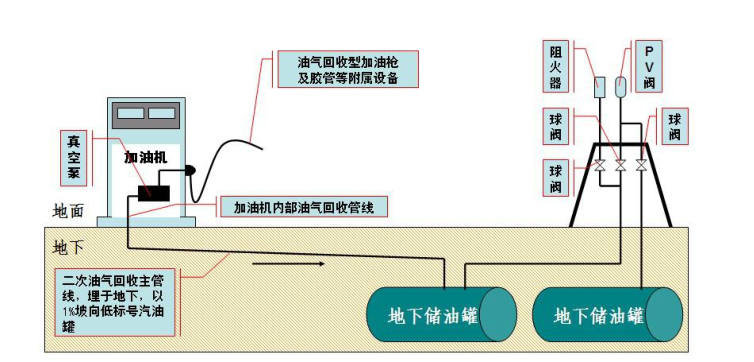 油气回收型加油枪
及胶管等附属设备
阻
火
器
P
V
阀
球
阀
球
阀
球
阀
真
空
泵
加油机
加油机内部油气回收管线
地面
地下
二次油气回收主管
线，埋于地下，以
1%坡向低标号汽油
罐
地下储油罐
地下储油罐